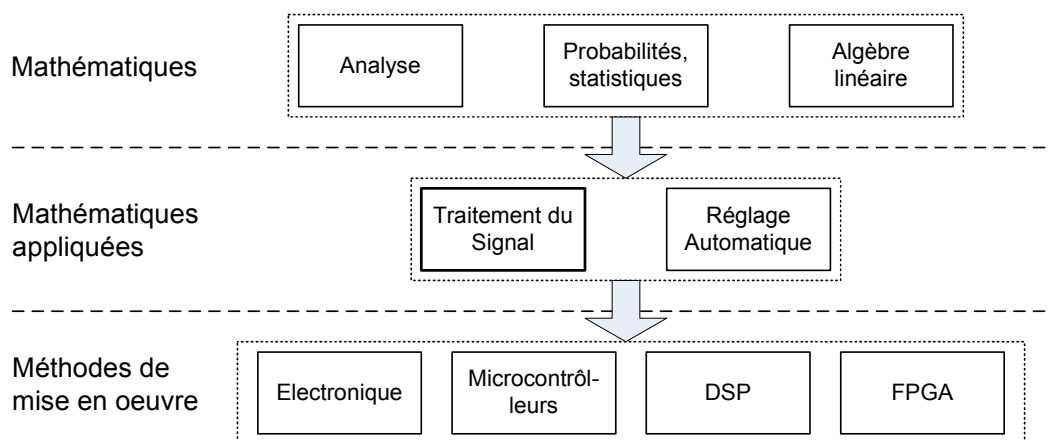 Mathématiques
Analyse
Probabilités,
statistiques
Algèbre
linéaire
Mathématiques
appliquées
Traitement du
Signal
Réglage
Automatique
Méthodes de
mise en oeuvre
Electronique
Microcontrôl-
leurs
DSP
FPGA